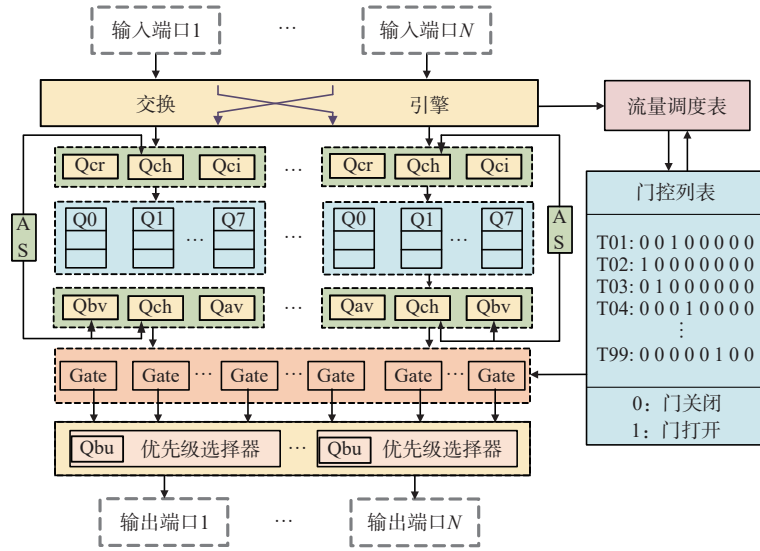 输入端口1 … 输入端口N
交换 引擎 流量调度表
Qcr Qch Qci … Qcr Qch Qci
门控列表
AS Q0 Q1 … Q7 … Q0 Q1 … Q7 AS
T01: 0 0 1 0 0 0 0 0
T02: 1 0 0 0 0 0 0 0
T03: 0 1 0 0 0 0 0 0
T04: 0 0 0 1 0 0 0 0
⋮
T99: 0 0 0 0 0 1 0 0
Qbv Qch Qav … Qav Qch Qbv
Gate Gate … Gate Gate … Gate Gate
0：门关闭
1：门打开
Qbu 优先级选择器 … Qbu 优先级选择器
输出端口1 … 输出端口N